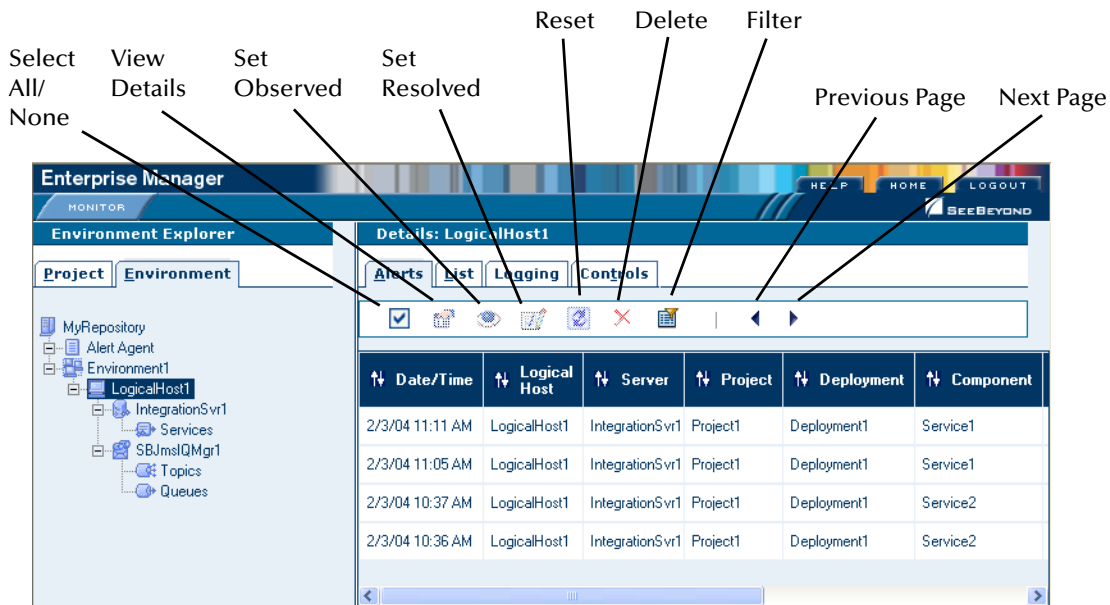 Reset Delete Filter
Select All/ None
View Details
Set Observed
Set Resolved
Previous Page Next Page
Enterprise Manager
HELP HOME LOGOUT
MONITOR
SEEBEYOND
Environment Explorer
Details: LogicalHost1
Project Environment
Alerts List Logging Controls
MyRepository
Alert Agent
Environment1
LogicalHost1
IntegrationSvr1
Services
SBJmsIQMgr1
Topics
Queues
Date/Time Logical Host Server Project Deployment Component
2/3/04 11:11 AM LogicalHost1 IntegrationSvr1 Project1 Deployment1 Service1
2/3/04 11:05 AM LogicalHost1 IntegrationSvr1 Project1 Deployment1 Service1
2/3/04 10:37 AM LogicalHost1 IntegrationSvr1 Project1 Deployment1 Service2
2/3/04 10:36 AM LogicalHost1 IntegrationSvr1 Project1 Deployment1 Service2